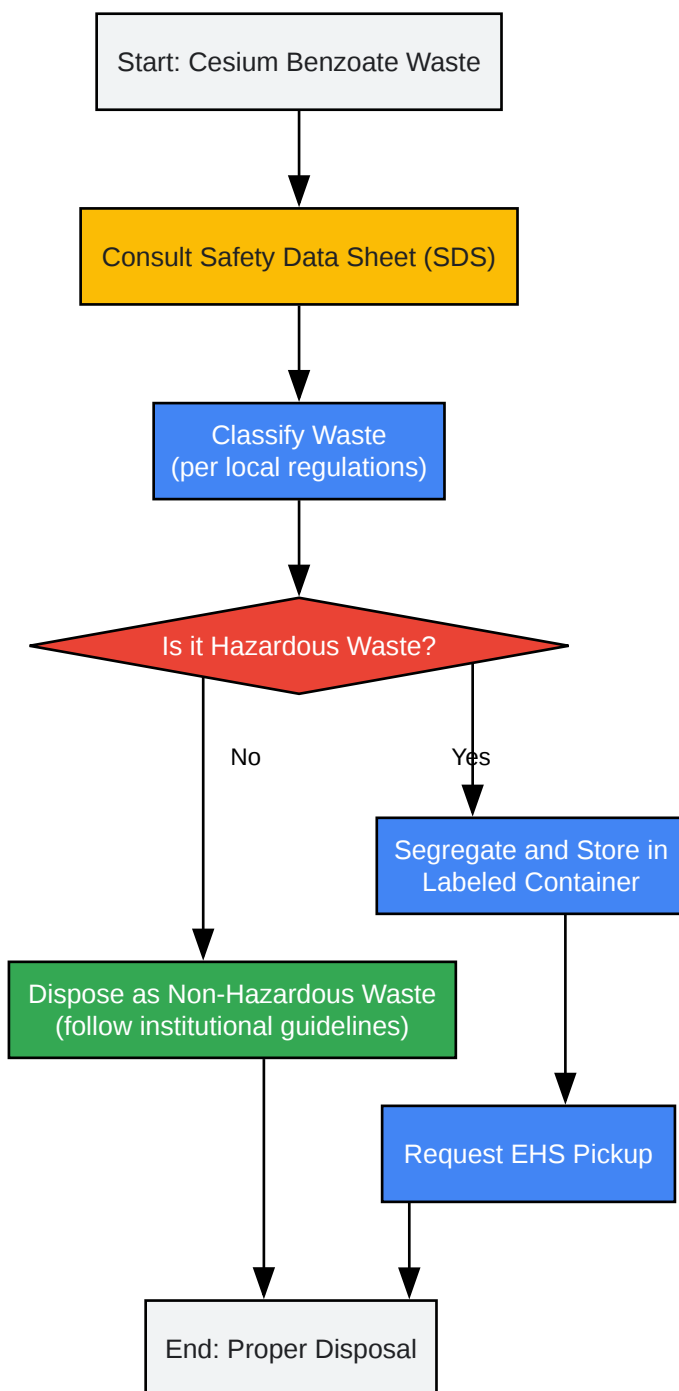 Start: Cesium Benzoate Waste
Consult Safety Data Sheet (SDS)
Classify Waste
(per local regulations)
Is it Hazardous Waste?
No
Yes
Segregate and Store in
Labeled Container
Dispose as Non-Hazardous Waste
(follow institutional guidelines)
Request EHS Pickup
End: Proper Disposal